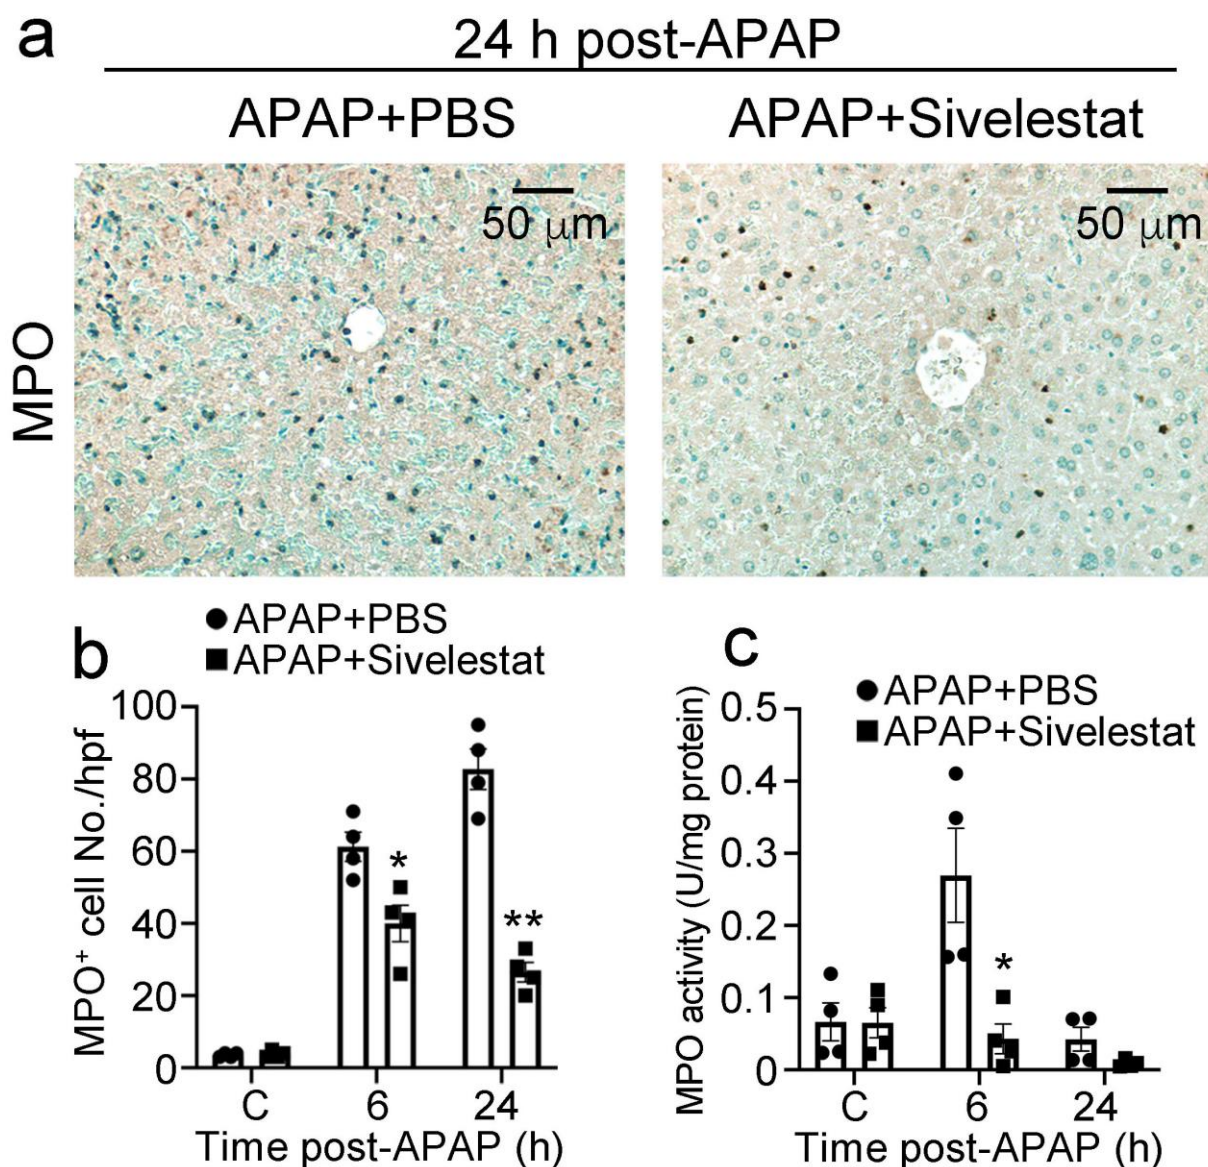 a
24 h post-APAP
APAP+PBS
APAP+Sivelestat
MPO
50 μm
50 μm
b
APAP+PBS
APAP+Sivelestat
MPO⁺ cell No./hpf
100
80
60
40
20
0
*
**
C
6
24
Time post-APAP (h)
c
APAP+PBS
APAP+Sivelestat
MPO activity (U/mg protein)
0.5
0.4
0.3
0.2
0.1
0
*
C
6
24
Time post-APAP (h)